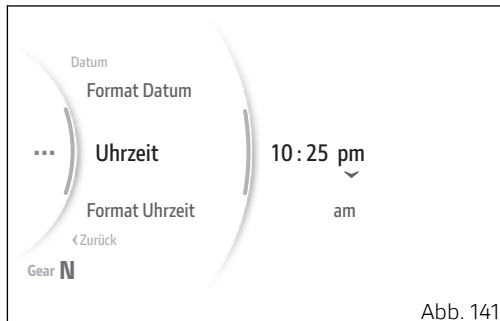 Datum
Format Datum
... Uhrzeit 10 : 25 pm
Format Uhrzeit am
‹ Zurück
Gear N
Abb. 141